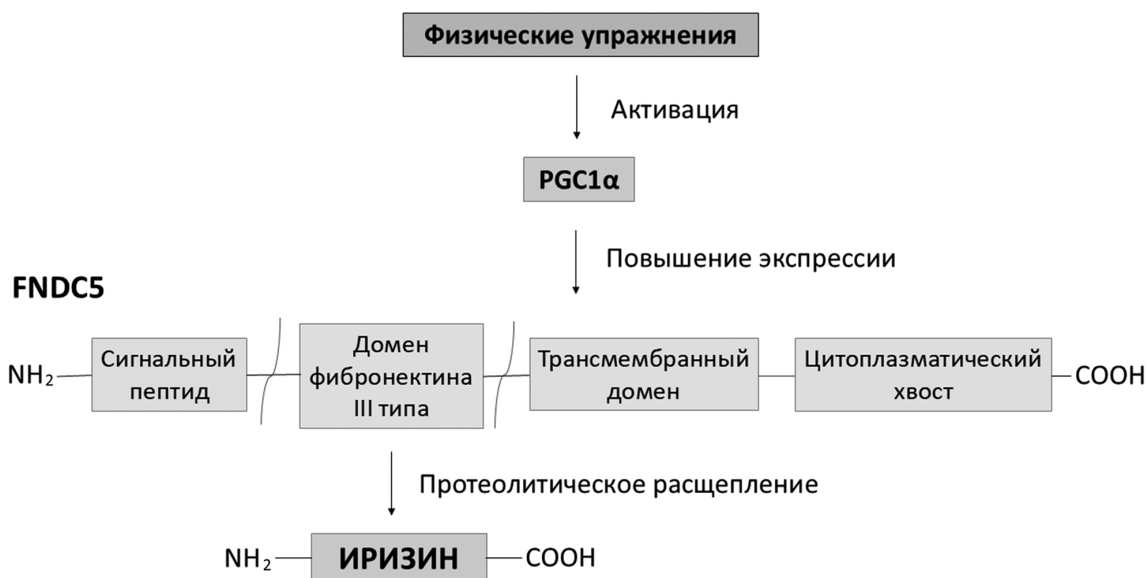 Физические упражнения
Активация
PGC1α
Повышение экспрессии
FNDC5
NH₂
Сигнальный
пептид
Домен
фибронектина
III типа
Трансмембранный
домен
Цитоплазматический
хвост
COOH
Протеолитическое расщепление
NH₂
ИРИЗИН
COOH